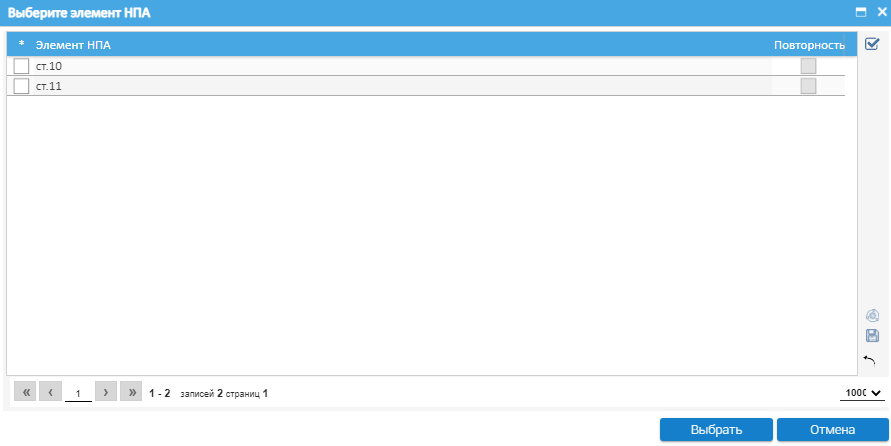 Выберите элемент НПА
* Элемент НПА Повторность
ст.10
ст.11
« ‹ 1 › » 1 - 2 записей 2 страниц 1
1000
Выбрать Отмена